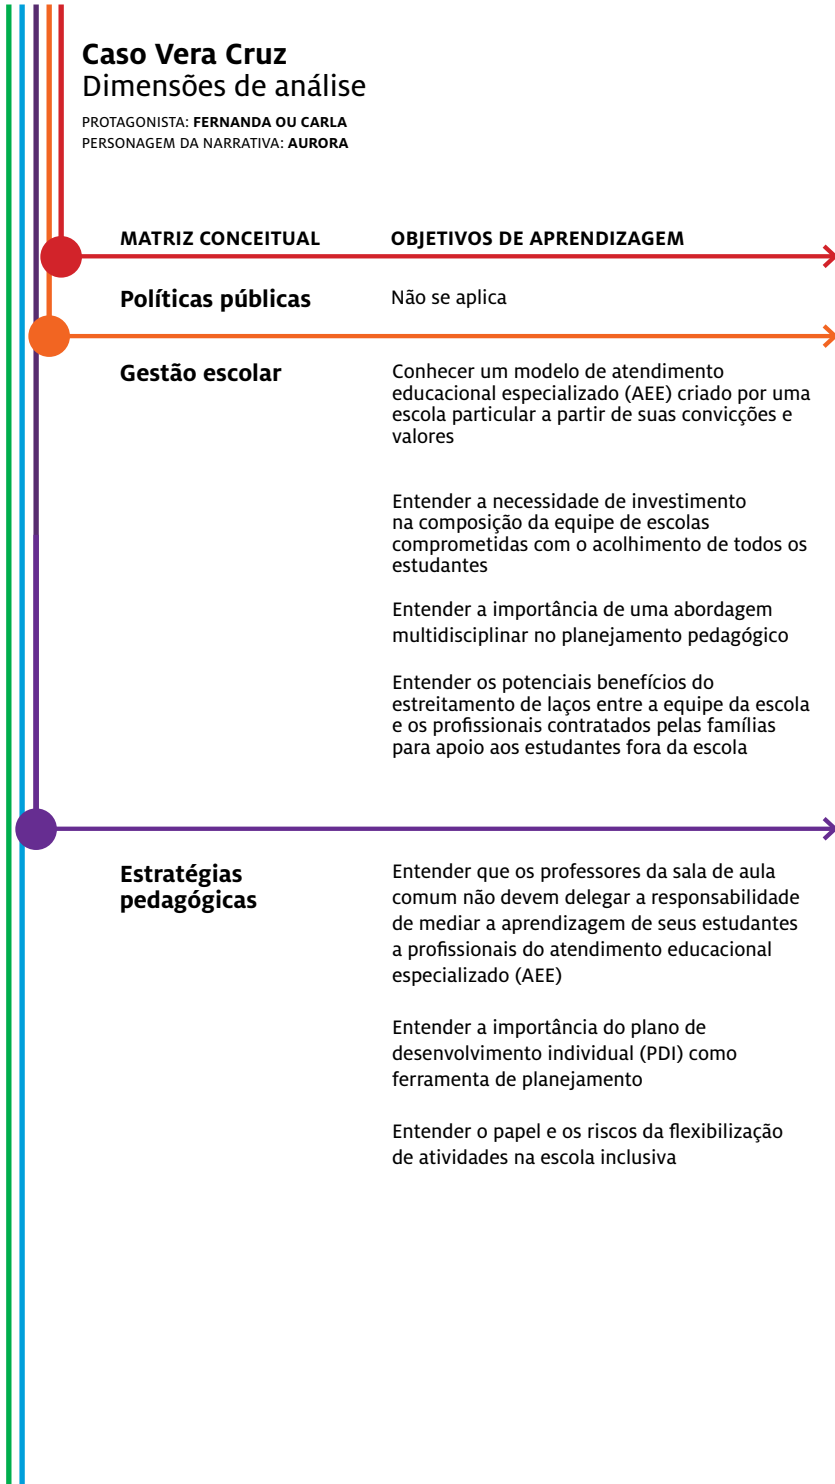 Caso Vera Cruz
Dimensões de análise
PROTAGONISTA: FERNANDA OU CARLA
PERSONAGEM DA NARRATIVA: AURORA
MATRIZ CONCEITUAL
OBJETIVOS DE APRENDIZAGEM
Políticas públicas
Não se aplica
Gestão escolar
Conhecer um modelo de atendimento
educacional especializado (AEE) criado por uma
escola particular a partir de suas convicções e
valores
Entender a necessidade de investimento
na composição da equipe de escolas
comprometidas com o acolhimento de todos os
estudantes
Entender a importância de uma abordagem
multidisciplinar no planejamento pedagógico
Entender os potenciais benefícios do
estreitamento de laços entre a equipe da escola
e os profissionais contratados pelas famílias
para apoio aos estudantes fora da escola
Estratégias
pedagógicas
Entender que os professores da sala de aula
comum não devem delegar a responsabilidade
de mediar a aprendizagem de seus estudantes
a profissionais do atendimento educacional
especializado (AEE)
Entender a importância do plano de
desenvolvimento individual (PDI) como
ferramenta de planejamento
Entender o papel e os riscos da flexibilização
de atividades na escola inclusiva